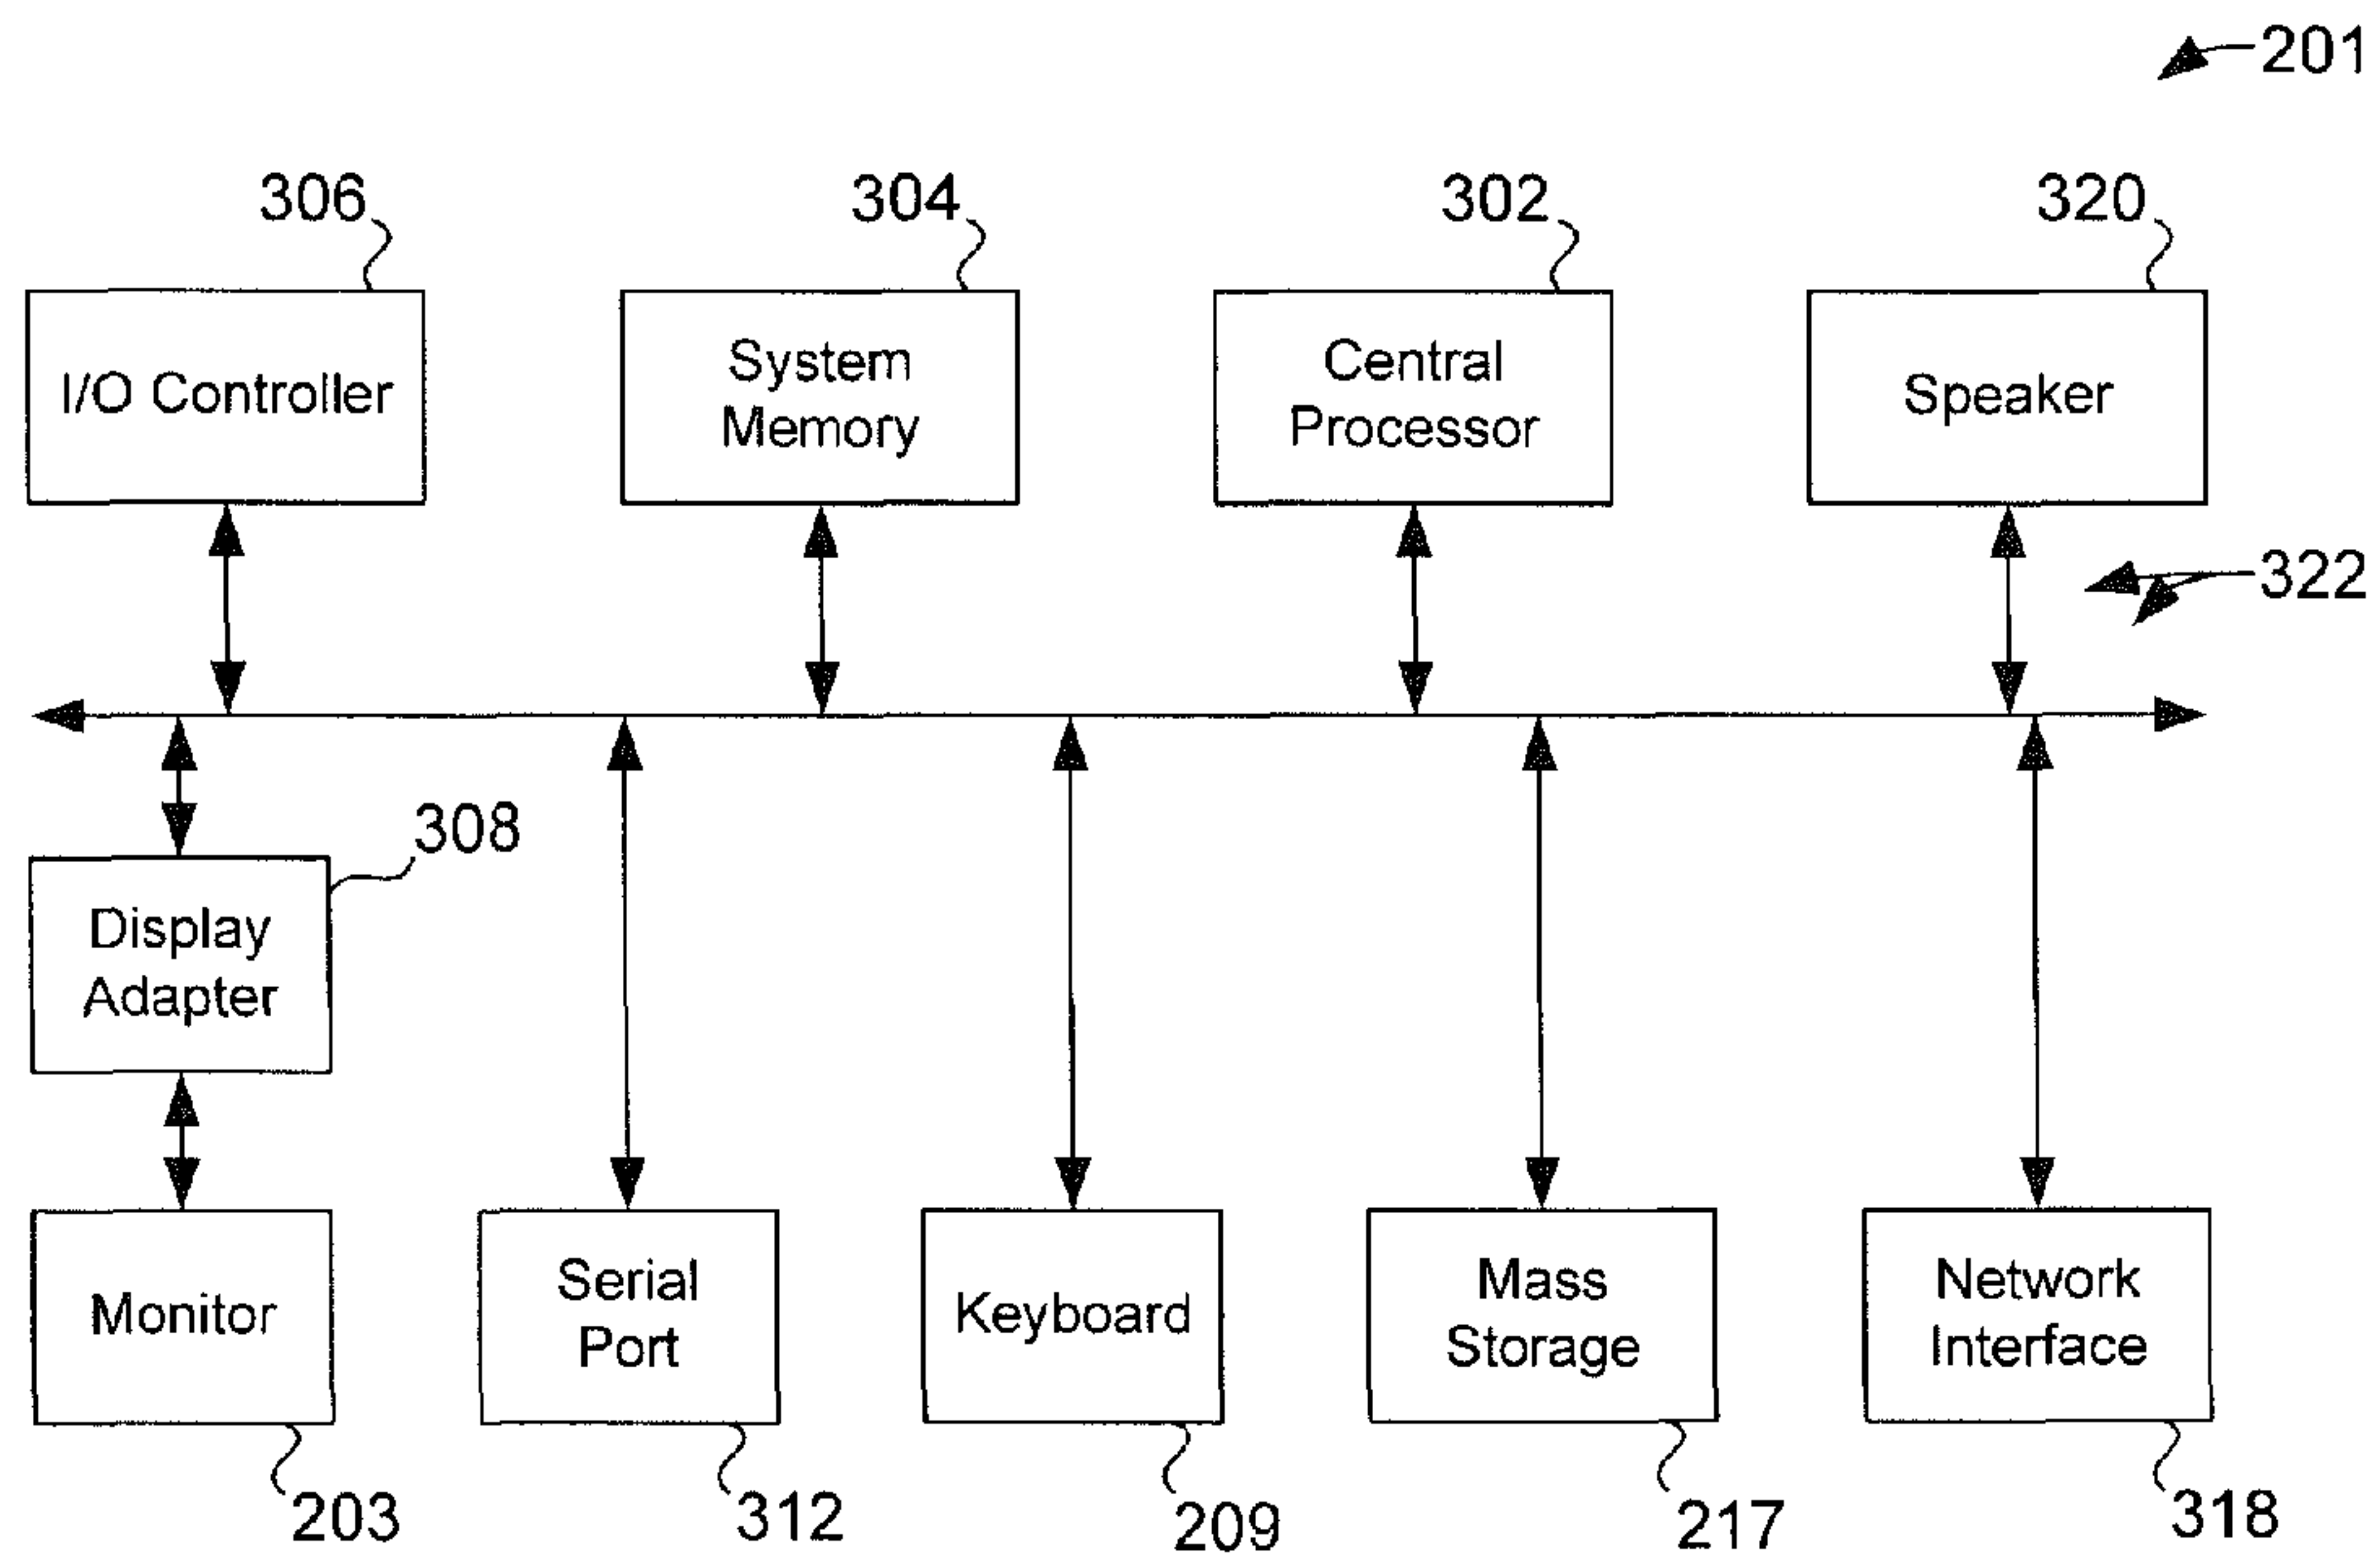 201
306
304
302
320
I/O Controller
System
Memory
Central
Processor
Speaker
322
308
Display
Adapter
Monitor
Serial
Port
Keyboard
Mass
Storage
Network
Interface
203
312
209
217
318